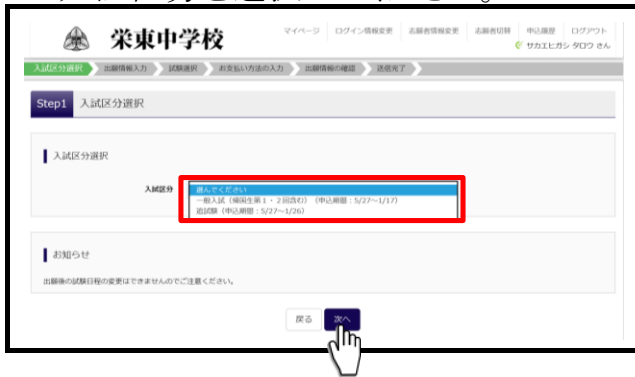 栄東中学校
マイページ ログイン情報変更 志願者情報変更 志願者切替 申込履歴 ログアウト
サカエヒガシ タロウ さん
入試区分選択 出願情報入力 試験選択 お支払い方法の入力 出願情報の確認 送信完了
Step1 入試区分選択
入試区分選択
入試区分 選んでください
一般入試（帰国生第1・2回含む）（申込期間：5/27～1/17）
追試験（申込期間：5/27～1/26）
お知らせ
出願後の試験日程の変更はできませんのでご注意ください。
戻る 次へ